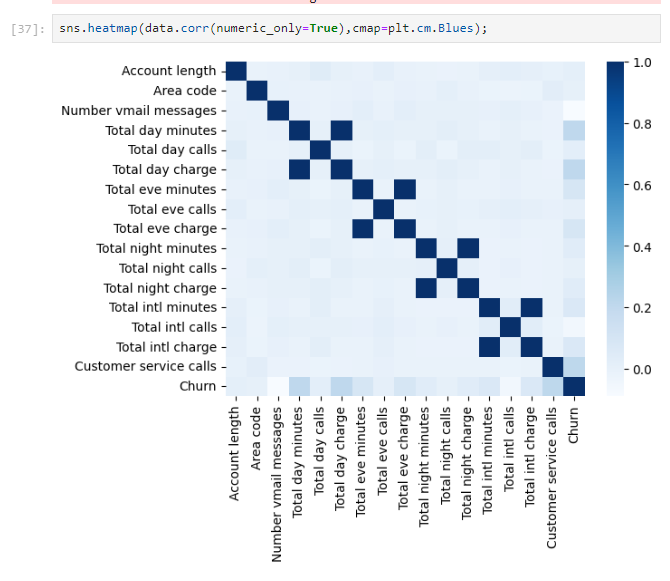 [37]: sns.heatmap(data.corr(numeric_only=True),cmap=plt.cm.Blues);
Account length
Area code
Number vmail messages
Total day minutes
Total day calls
Total day charge
Total eve minutes
Total eve calls
Total eve charge
Total night minutes
Total night calls
Total night charge
Total intl minutes
Total intl calls
Total intl charge
Customer service calls
Churn
Account length
Area code
Number vmail messages
Total day minutes
Total day calls
Total day charge
Total eve minutes
Total eve calls
Total eve charge
Total night minutes
Total night calls
Total night charge
Total intl minutes
Total intl calls
Total intl charge
Customer service calls
Churn
1.0
0.8
0.6
0.4
0.2
0.0